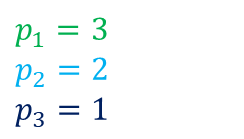 p₁ = 3
p₂ = 2
p₃ = 1